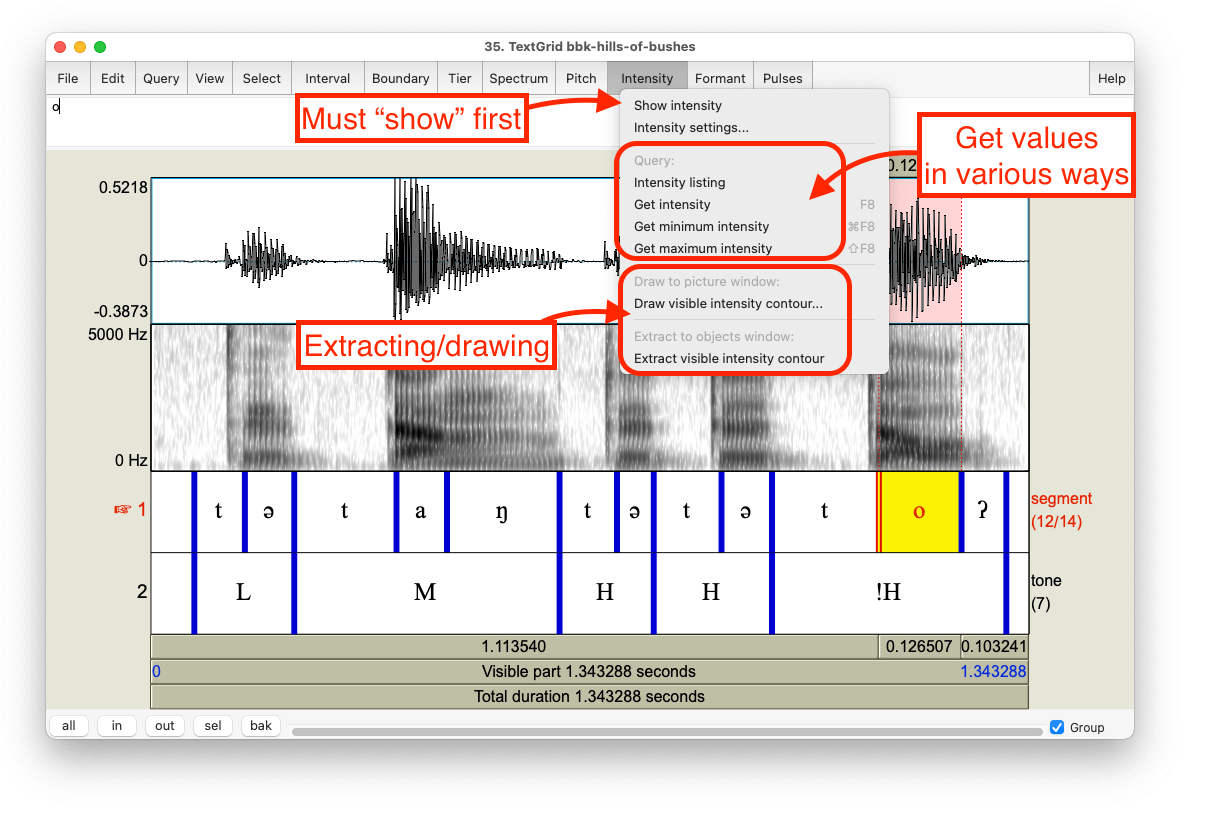 35. TextGrid bbk-hills-of-bushes
File Edit Query View Select Interval Boundary Tier Spectrum Pitch Intensity Formant Pulses Help
o
Must “show” first
Show intensity
Intensity settings...
Get values
in various ways
Query:
Intensity listing
Get intensity F8
Get minimum intensity ⌘F8
Get maximum intensity ⇧F8
Draw to picture window:
Draw visible intensity contour...
Extract to objects window:
Extract visible intensity contour
Extracting/drawing
0.12
0.5218
0
-0.3873
5000 Hz
0 Hz
☞ 1 t ə t a ŋ t ə t ə t o ʔ segment
(12/14)
2 L M H H !H tone
(7)
1.113540 0.126507 0.103241
0 Visible part 1.343288 seconds 1.343288
Total duration 1.343288 seconds
all in out sel bak Group